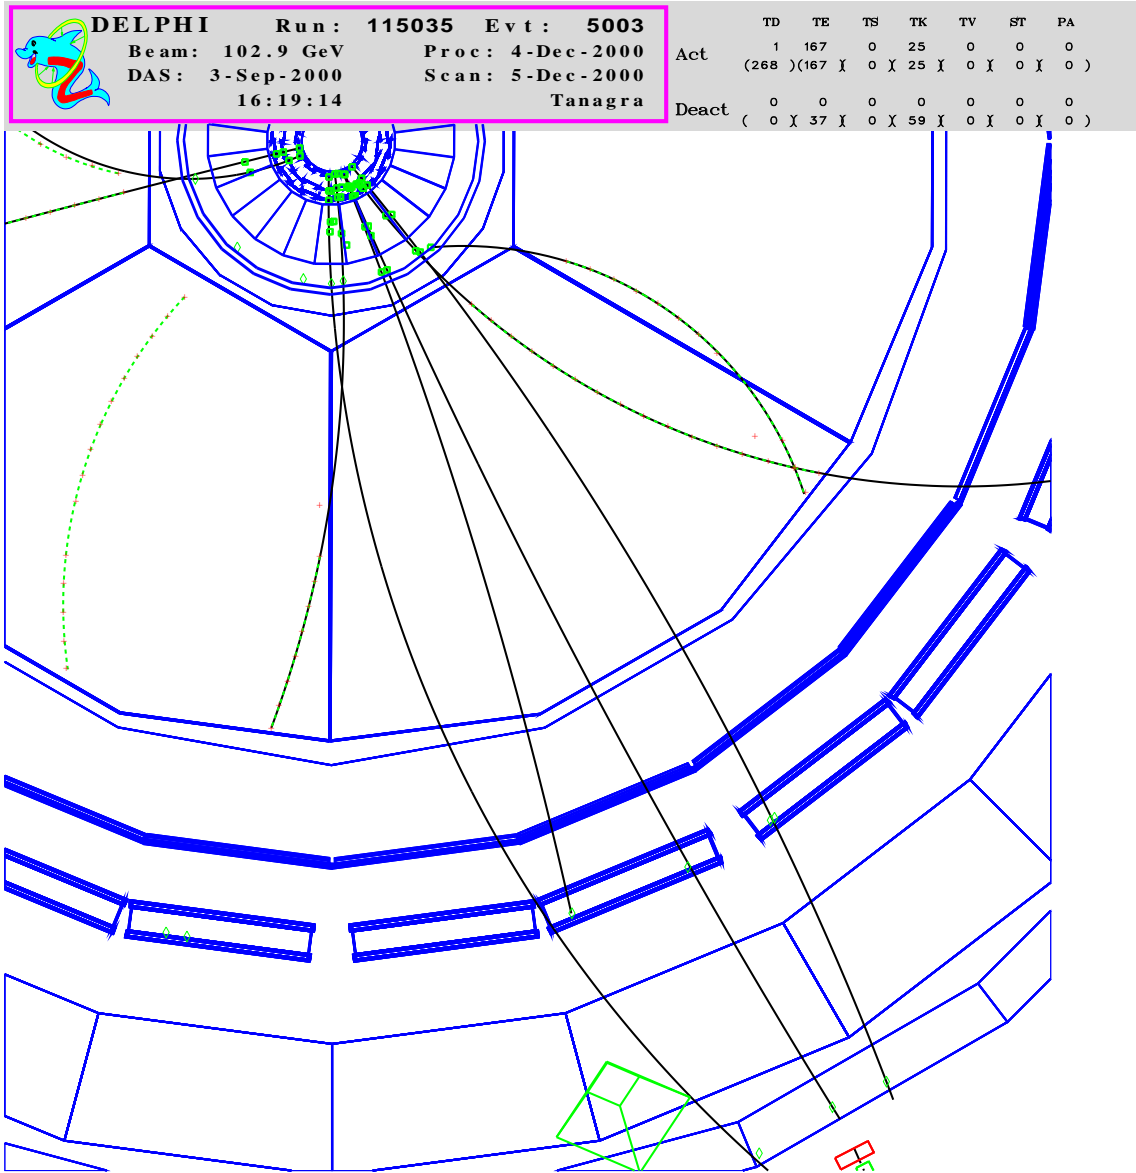 DELPHI Run: 115035 Evt: 5003
Beam: 102.9 GeV Proc: 4-Dec-2000
DAS: 3-Sep-2000 Scan: 5-Dec-2000
16:19:14 Tanagra
TD TE TS TK TV ST PA
Act 1 167 0 25 0 0 0
(268 )(167 )( 0 )( 25 )( 0 )( 0 )( 0 )
Deact 0 0 0 0 0 0 0
( 0 )( 37 )( 0 )( 59 )( 0 )( 0 )( 0 )